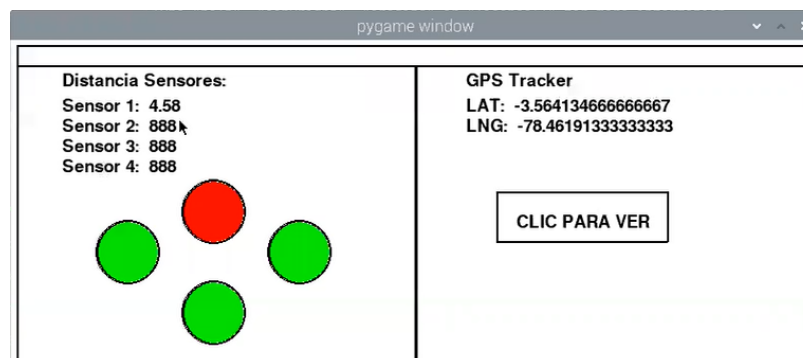 pygame window
Distancia Sensores:
Sensor 1: 4.58
Sensor 2: 888
Sensor 3: 888
Sensor 4: 888
GPS Tracker
LAT: -3.564134666666667
LNG: -78.46191333333333
CLIC PARA VER